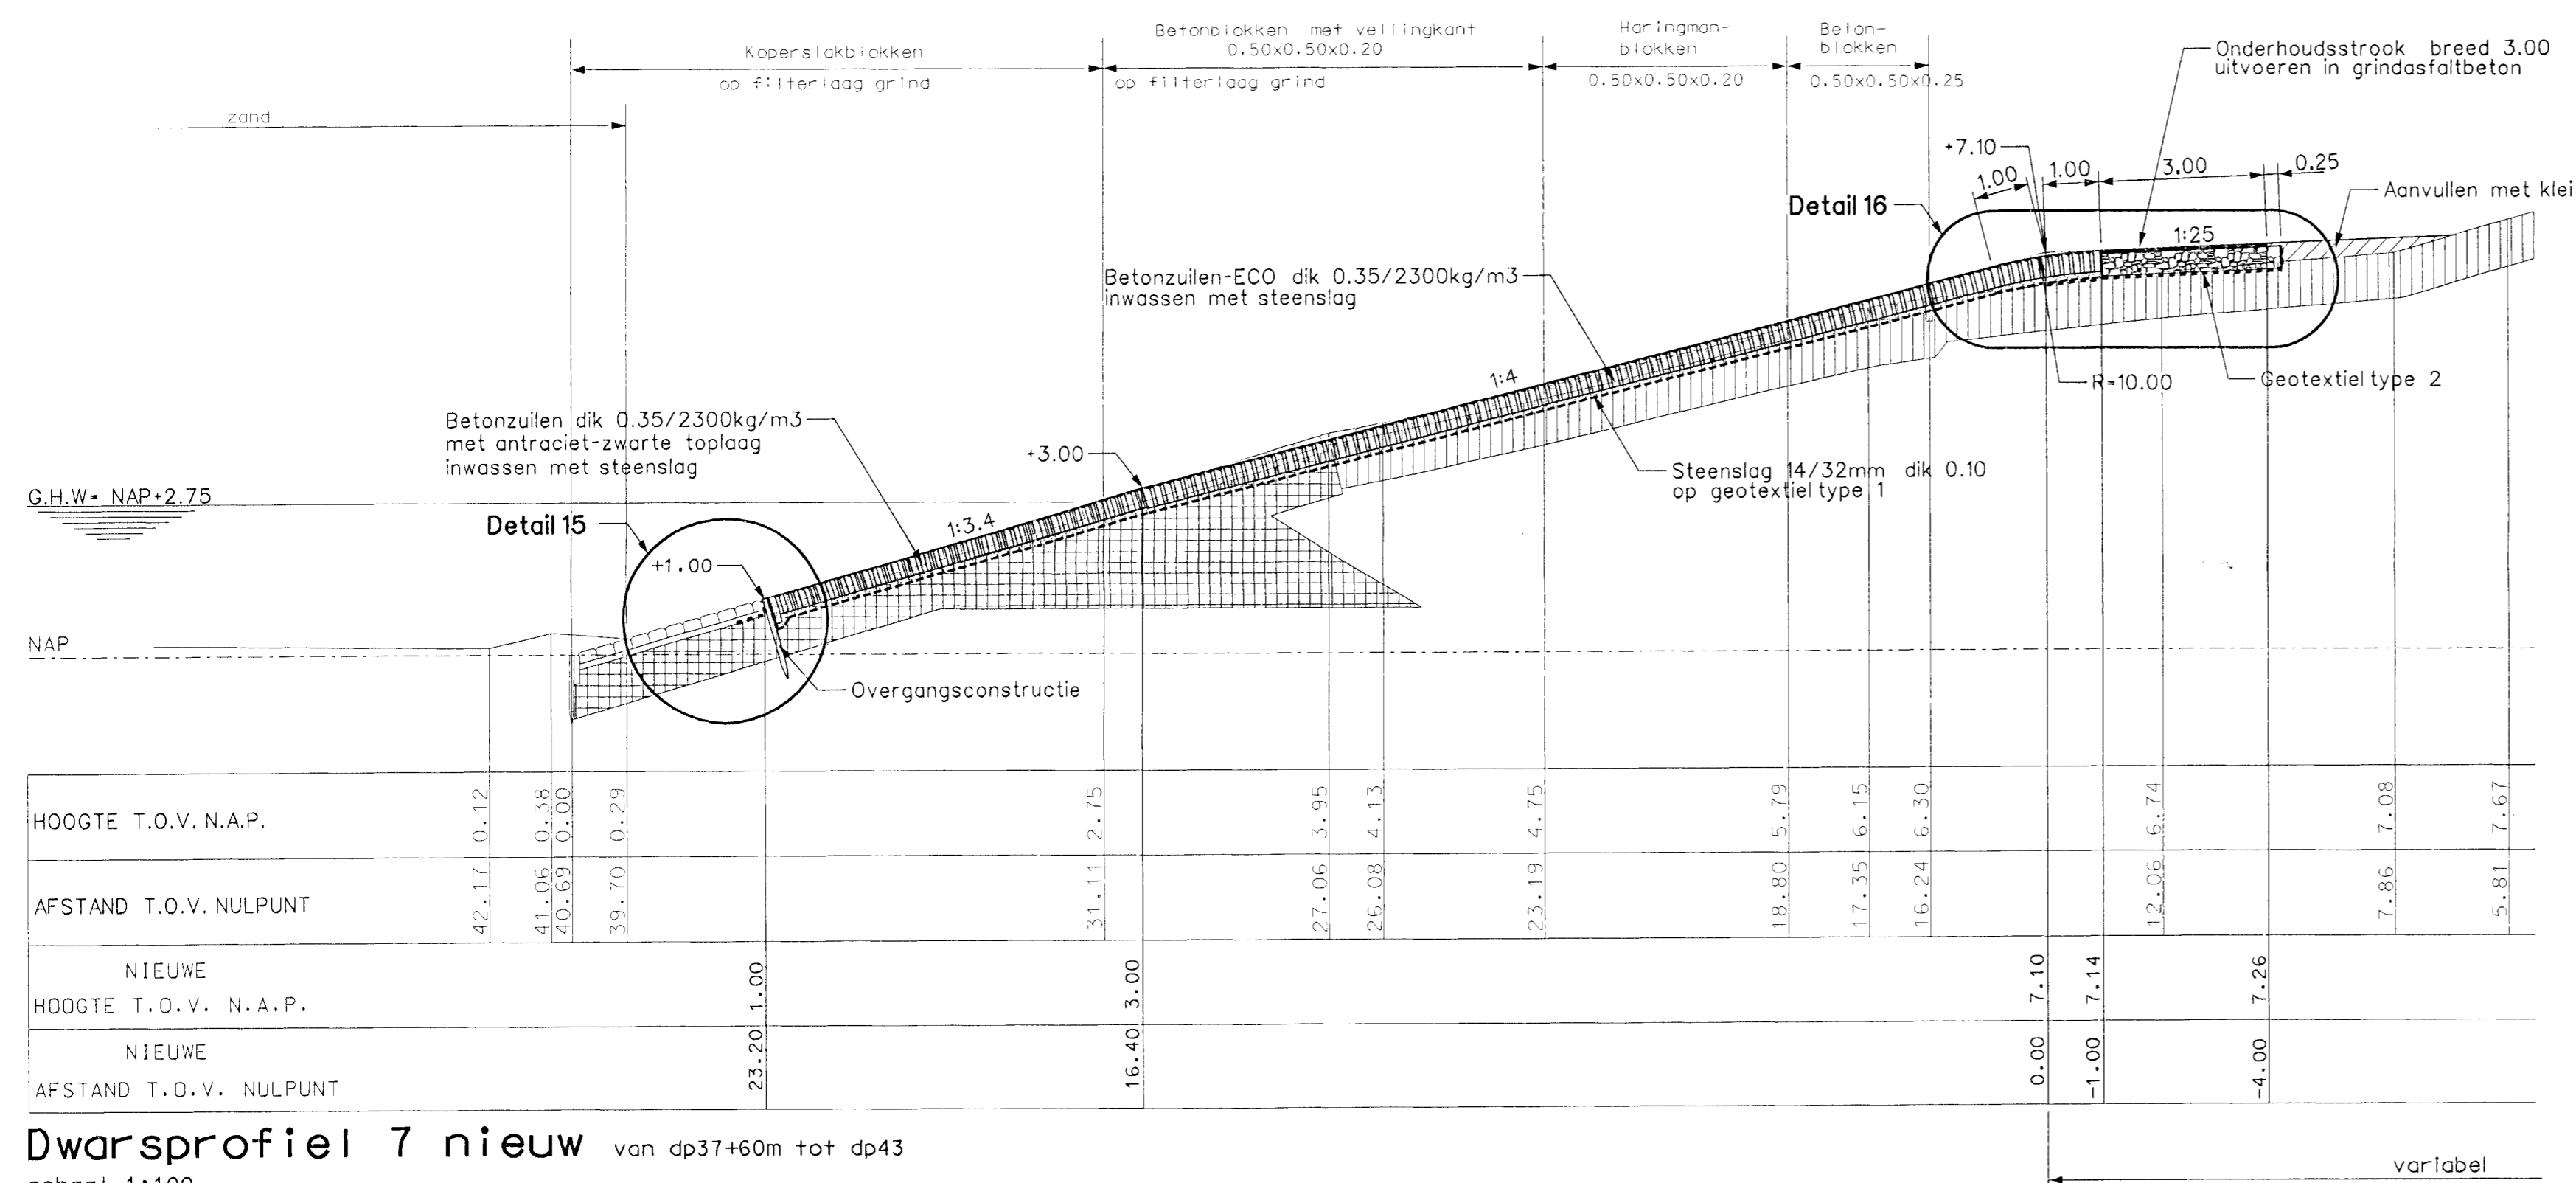 Koperslakblokken
op filterlaag grind
Betonblokken met vellingkant
0.50x0.50x0.20
op filterlaag grind
Haringman-
blokken
0.50x0.50x0.20
Beton-
blokken
0.50x0.50x0.25
Onderhoudsstrook breed 3.00
uitvoeren in grindasfaltbeton
zand
+7.10
1.00
1.00
3.00
0.25
Aanvullen met klei
Detail 16
1:25
Betonzuilen-ECO dik 0.35/2300kg/m3
inwassen met steenslag
R=10.00
Geotextiel type 2
1:4
Betonzuilen dik 0.35/2300kg/m3
met antraciet-zwarte toplaag
inwassen met steenslag
+3.00
Steenslag 14/32mm dik 0.10
op geotextiel type 1
G.H.W= NAP+2.75
Detail 15
1:3.4
+1.00
NAP
Overgangsconstructie
HOOGTE T.O.V. N.A.P. 0.12 0.38 0.00 0.29 2.75 3.95 4.13 4.75 5.79 6.15 6.30 6.74 7.08 7.67
AFSTAND T.O.V. NULPUNT 42.17 41.06 40.69 39.70 31.11 27.06 26.08 23.19 18.80 17.35 16.24 12.06 7.86 5.81
NIEUWE
HOOGTE T.O.V. N.A.P. 1.00 3.00 7.10 7.14 7.26
NIEUWE
AFSTAND T.O.V. NULPUNT 23.20 16.40 0.00 -1.00 -4.00
Dwarsprofiel 7 nieuw van dp37+60m tot dp43
variabel